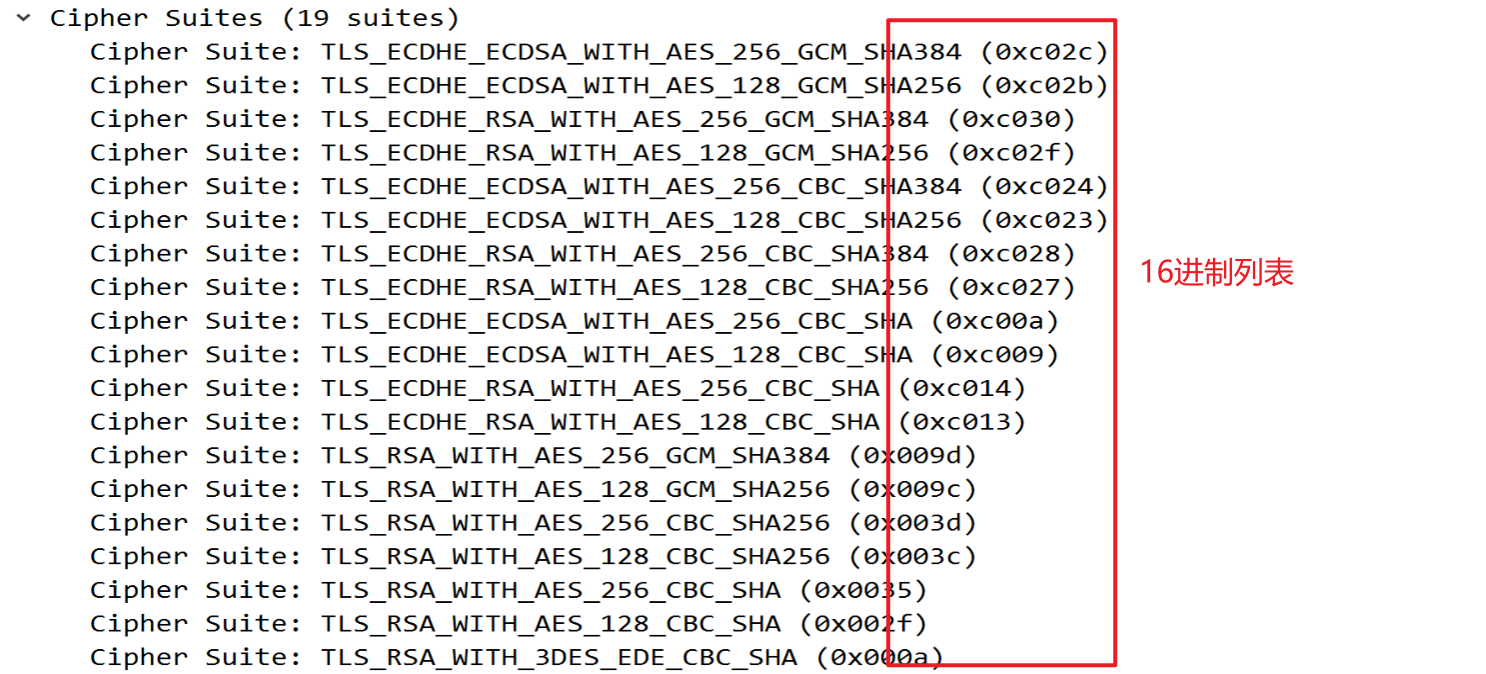 Cipher Suites (19 suites)
Cipher Suite: TLS_ECDHE_ECDSA_WITH_AES_256_GCM_SHA384 (0xc02c)
Cipher Suite: TLS_ECDHE_ECDSA_WITH_AES_128_GCM_SHA256 (0xc02b)
Cipher Suite: TLS_ECDHE_RSA_WITH_AES_256_GCM_SHA384 (0xc030)
Cipher Suite: TLS_ECDHE_RSA_WITH_AES_128_GCM_SHA256 (0xc02f)
Cipher Suite: TLS_ECDHE_ECDSA_WITH_AES_256_CBC_SHA384 (0xc024)
Cipher Suite: TLS_ECDHE_ECDSA_WITH_AES_128_CBC_SHA256 (0xc023)
Cipher Suite: TLS_ECDHE_RSA_WITH_AES_256_CBC_SHA384 (0xc028)
Cipher Suite: TLS_ECDHE_RSA_WITH_AES_128_CBC_SHA256 (0xc027)
Cipher Suite: TLS_ECDHE_ECDSA_WITH_AES_256_CBC_SHA (0xc00a)
Cipher Suite: TLS_ECDHE_ECDSA_WITH_AES_128_CBC_SHA (0xc009)
Cipher Suite: TLS_ECDHE_RSA_WITH_AES_256_CBC_SHA (0xc014)
Cipher Suite: TLS_ECDHE_RSA_WITH_AES_128_CBC_SHA (0xc013)
Cipher Suite: TLS_RSA_WITH_AES_256_GCM_SHA384 (0x009d)
Cipher Suite: TLS_RSA_WITH_AES_128_GCM_SHA256 (0x009c)
Cipher Suite: TLS_RSA_WITH_AES_256_CBC_SHA256 (0x003d)
Cipher Suite: TLS_RSA_WITH_AES_128_CBC_SHA256 (0x003c)
Cipher Suite: TLS_RSA_WITH_AES_256_CBC_SHA (0x0035)
Cipher Suite: TLS_RSA_WITH_AES_128_CBC_SHA (0x002f)
Cipher Suite: TLS_RSA_WITH_3DES_EDE_CBC_SHA (0x000a)
16进制列表